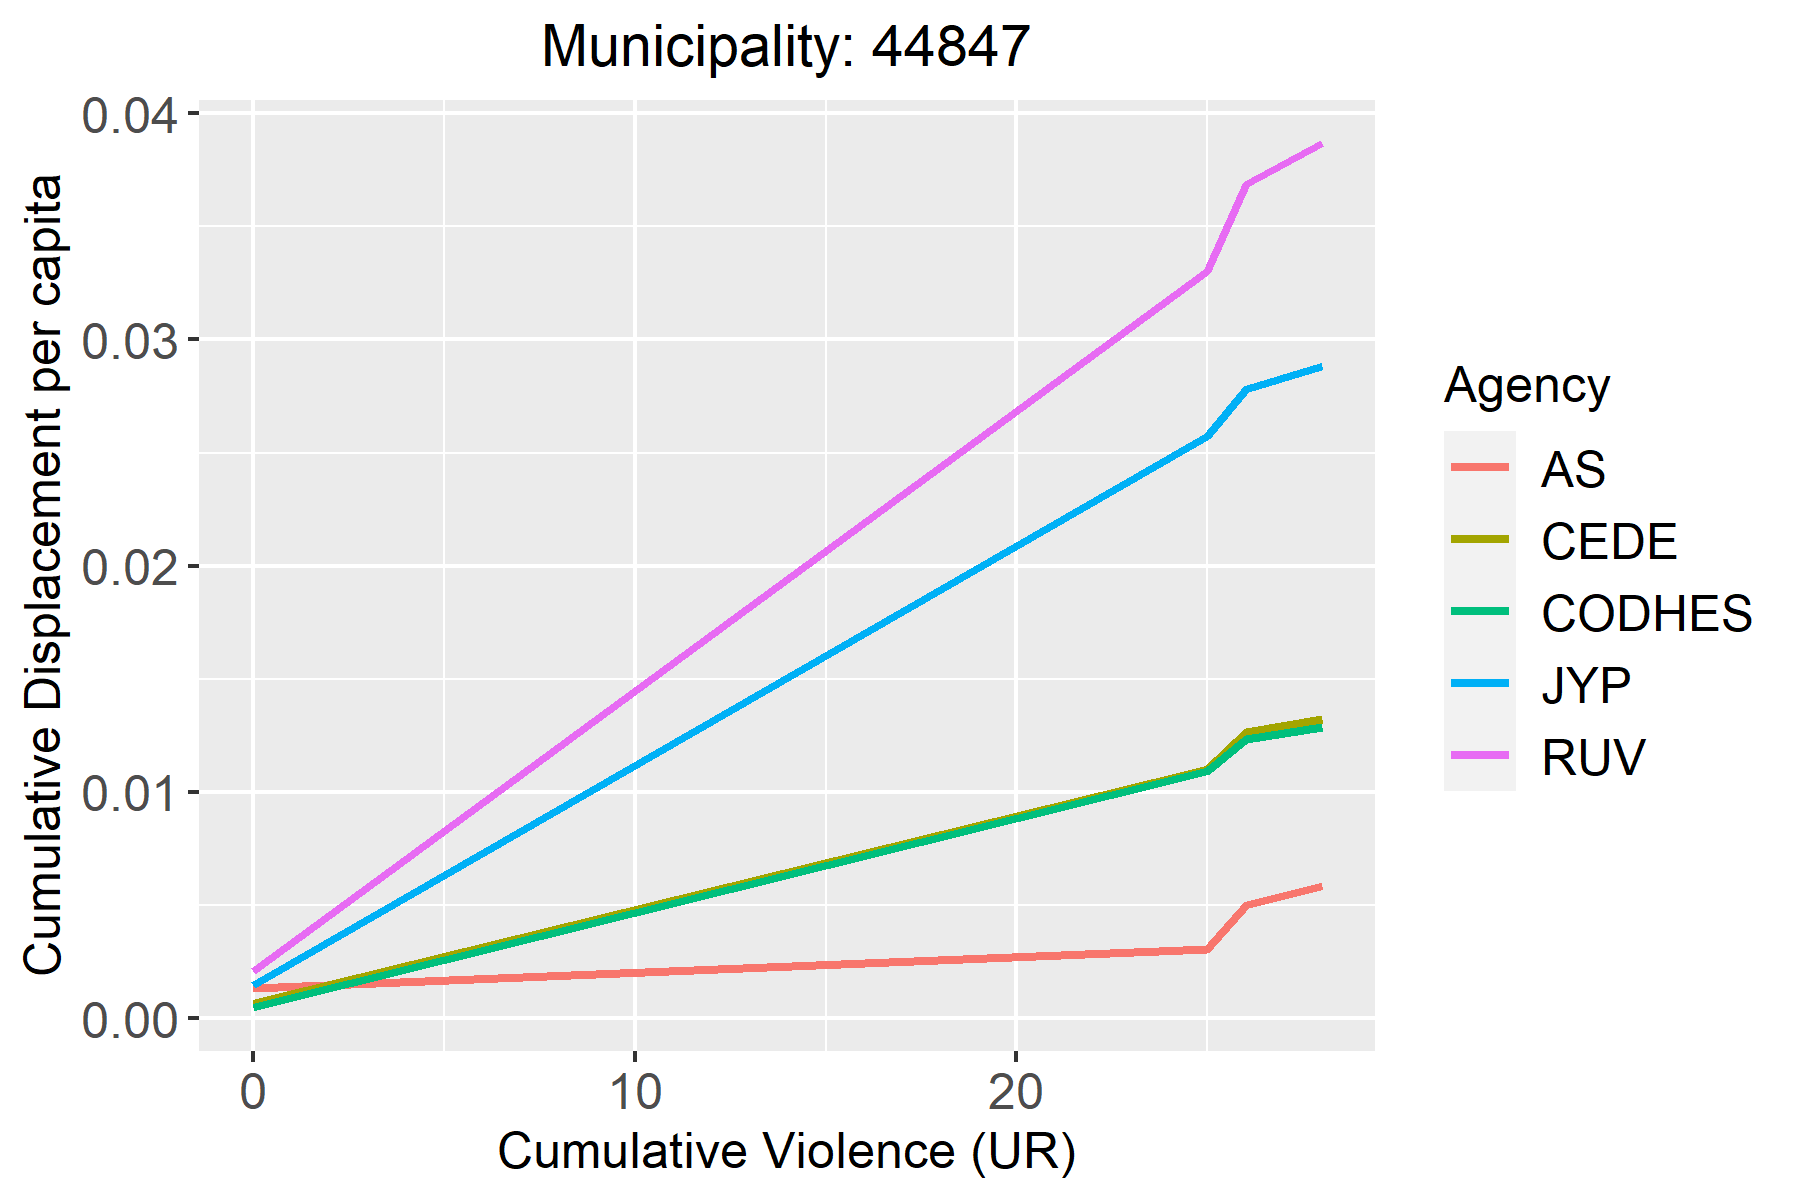 Municipality: 44847
Cumulative Displacement per capita
0.04
0.03
0.02
0.01
0.00
0
10
20
Cumulative Violence (UR)
Agency
AS
CEDE
CODHES
JYP
RUV